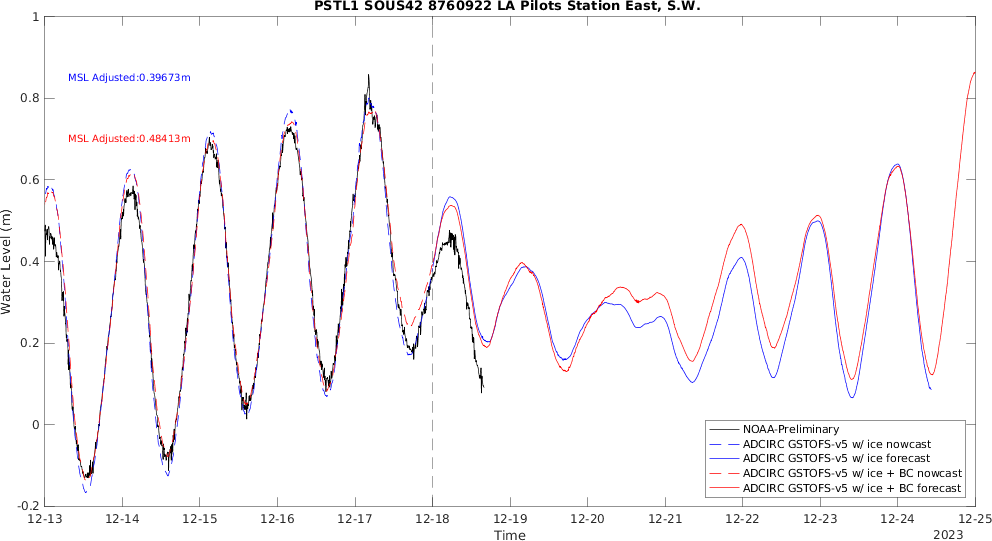 PSTL1 SOUS42 8760922 LA Pilots Station East, S.W.
1
MSL Adjusted:0.39673m
0.8
MSL Adjusted:0.48413m
0.6
0.4
0.2
0
-0.2
Water Level (m)
NOAA-Preliminary
ADCIRC GSTOFS-v5 w/ ice nowcast
ADCIRC GSTOFS-v5 w/ ice forecast
ADCIRC GSTOFS-v5 w/ ice + BC nowcast
ADCIRC GSTOFS-v5 w/ ice + BC forecast
12-13 12-14 12-15 12-16 12-17 12-18 12-19 12-20 12-21 12-22 12-23 12-24 12-25
Time
2023